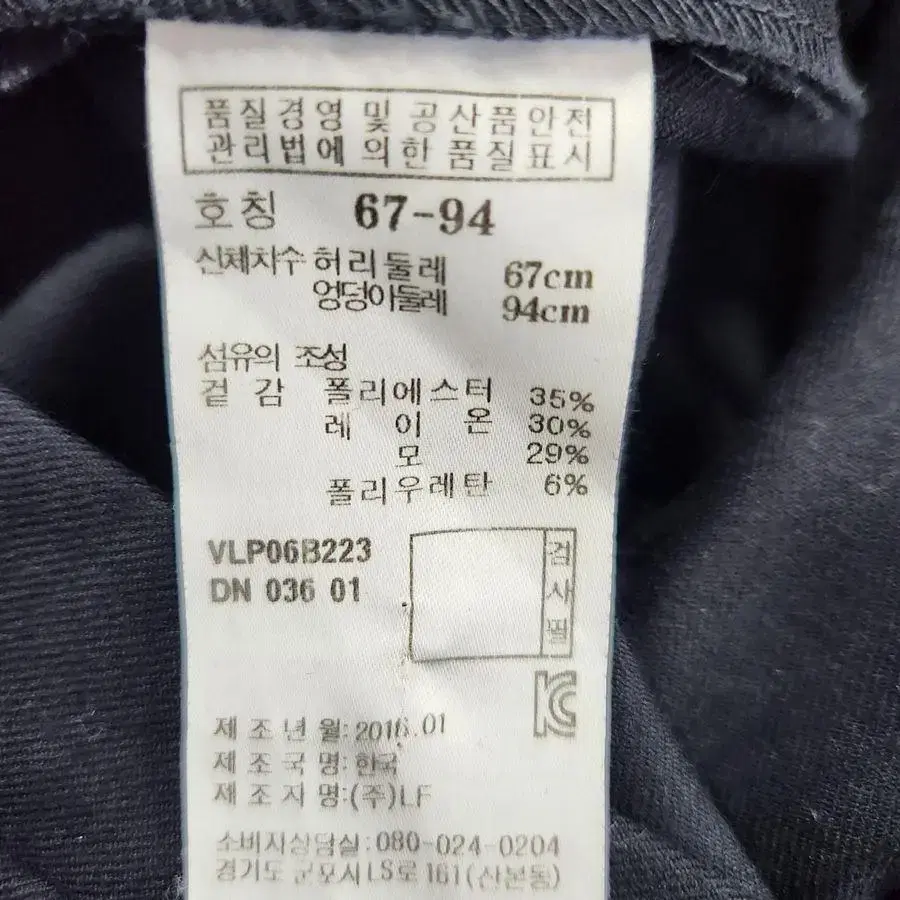 품질경영 및 공산품안전
관리법에 의한 품질표시
호칭 67-94
신체치수 허리둘레 67cm
엉덩이둘레 94cm
섬유의 조성
겉감 폴리에스터 35%
레이온 30%
모 29%
폴리우레탄 6%
VLP06B223
DN 036 01
검사필
KC
제조년월: 2016.01
제조국명: 한국
제조자명:(주)LF
소비자상담실:080-024-0204
경기도 군포시 LS로 161(산본동)